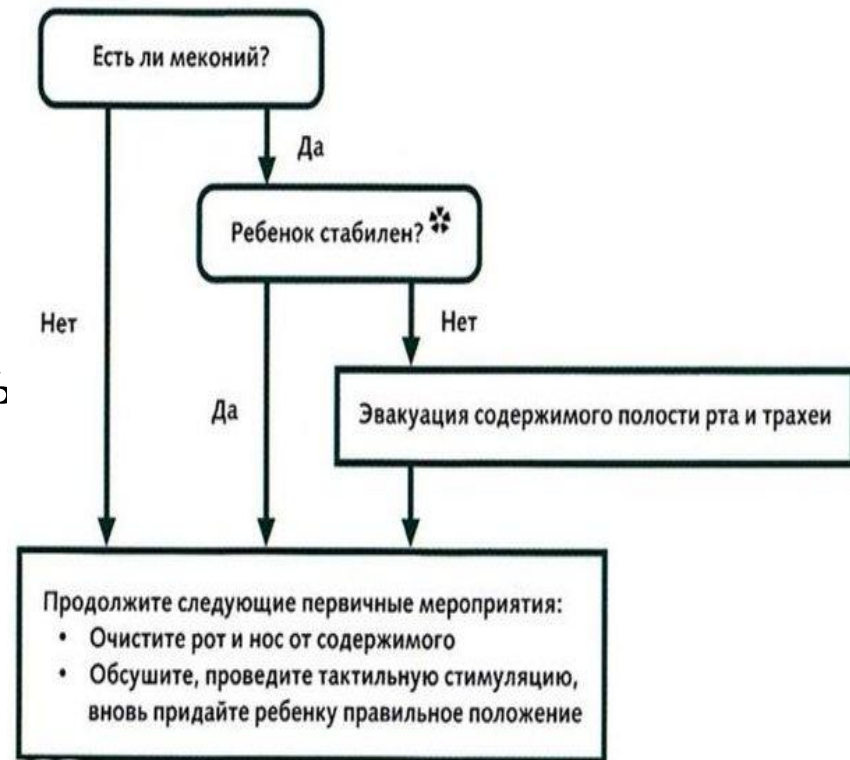 Есть ли меконий?
Да
Ребенок стабилен?
Нет
Нет
Да
Эвакуация содержимого полости рта и трахеи
Продолжите следующие первичные мероприятия:
• Очистите рот и нос от содержимого
• Обсушите, проведите тактильную стимуляцию,
вновь придайте ребенку правильное положение